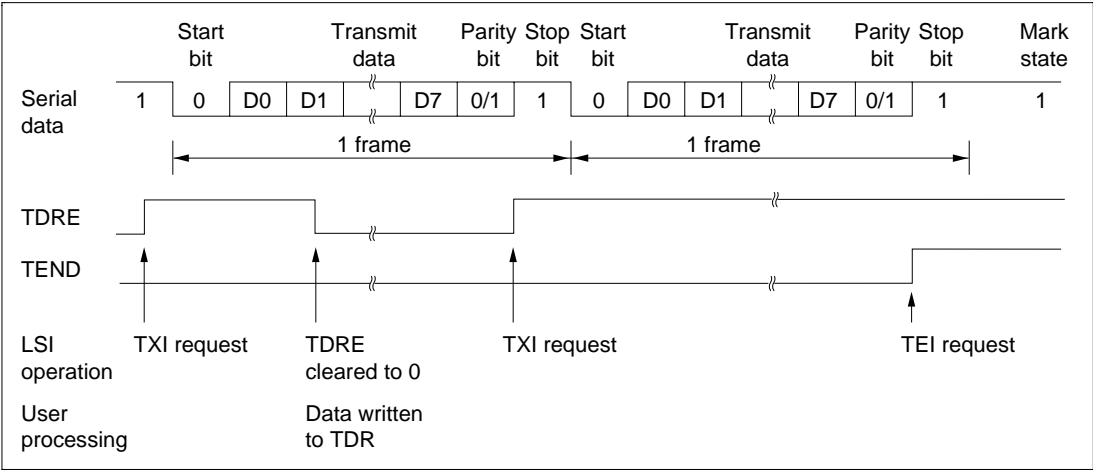 Start Transmit Parity Stop Start Transmit Parity Stop Mark
bit data bit bit bit data bit bit state
Serial 1 0 D0 D1 D7 0/1 1 0 D0 D1 D7 0/1 1 1
data
1 frame 1 frame
TDRE
TEND
LSI TXI request TDRE TXI request TEI request
operation cleared to 0
User Data written
processing to TDR